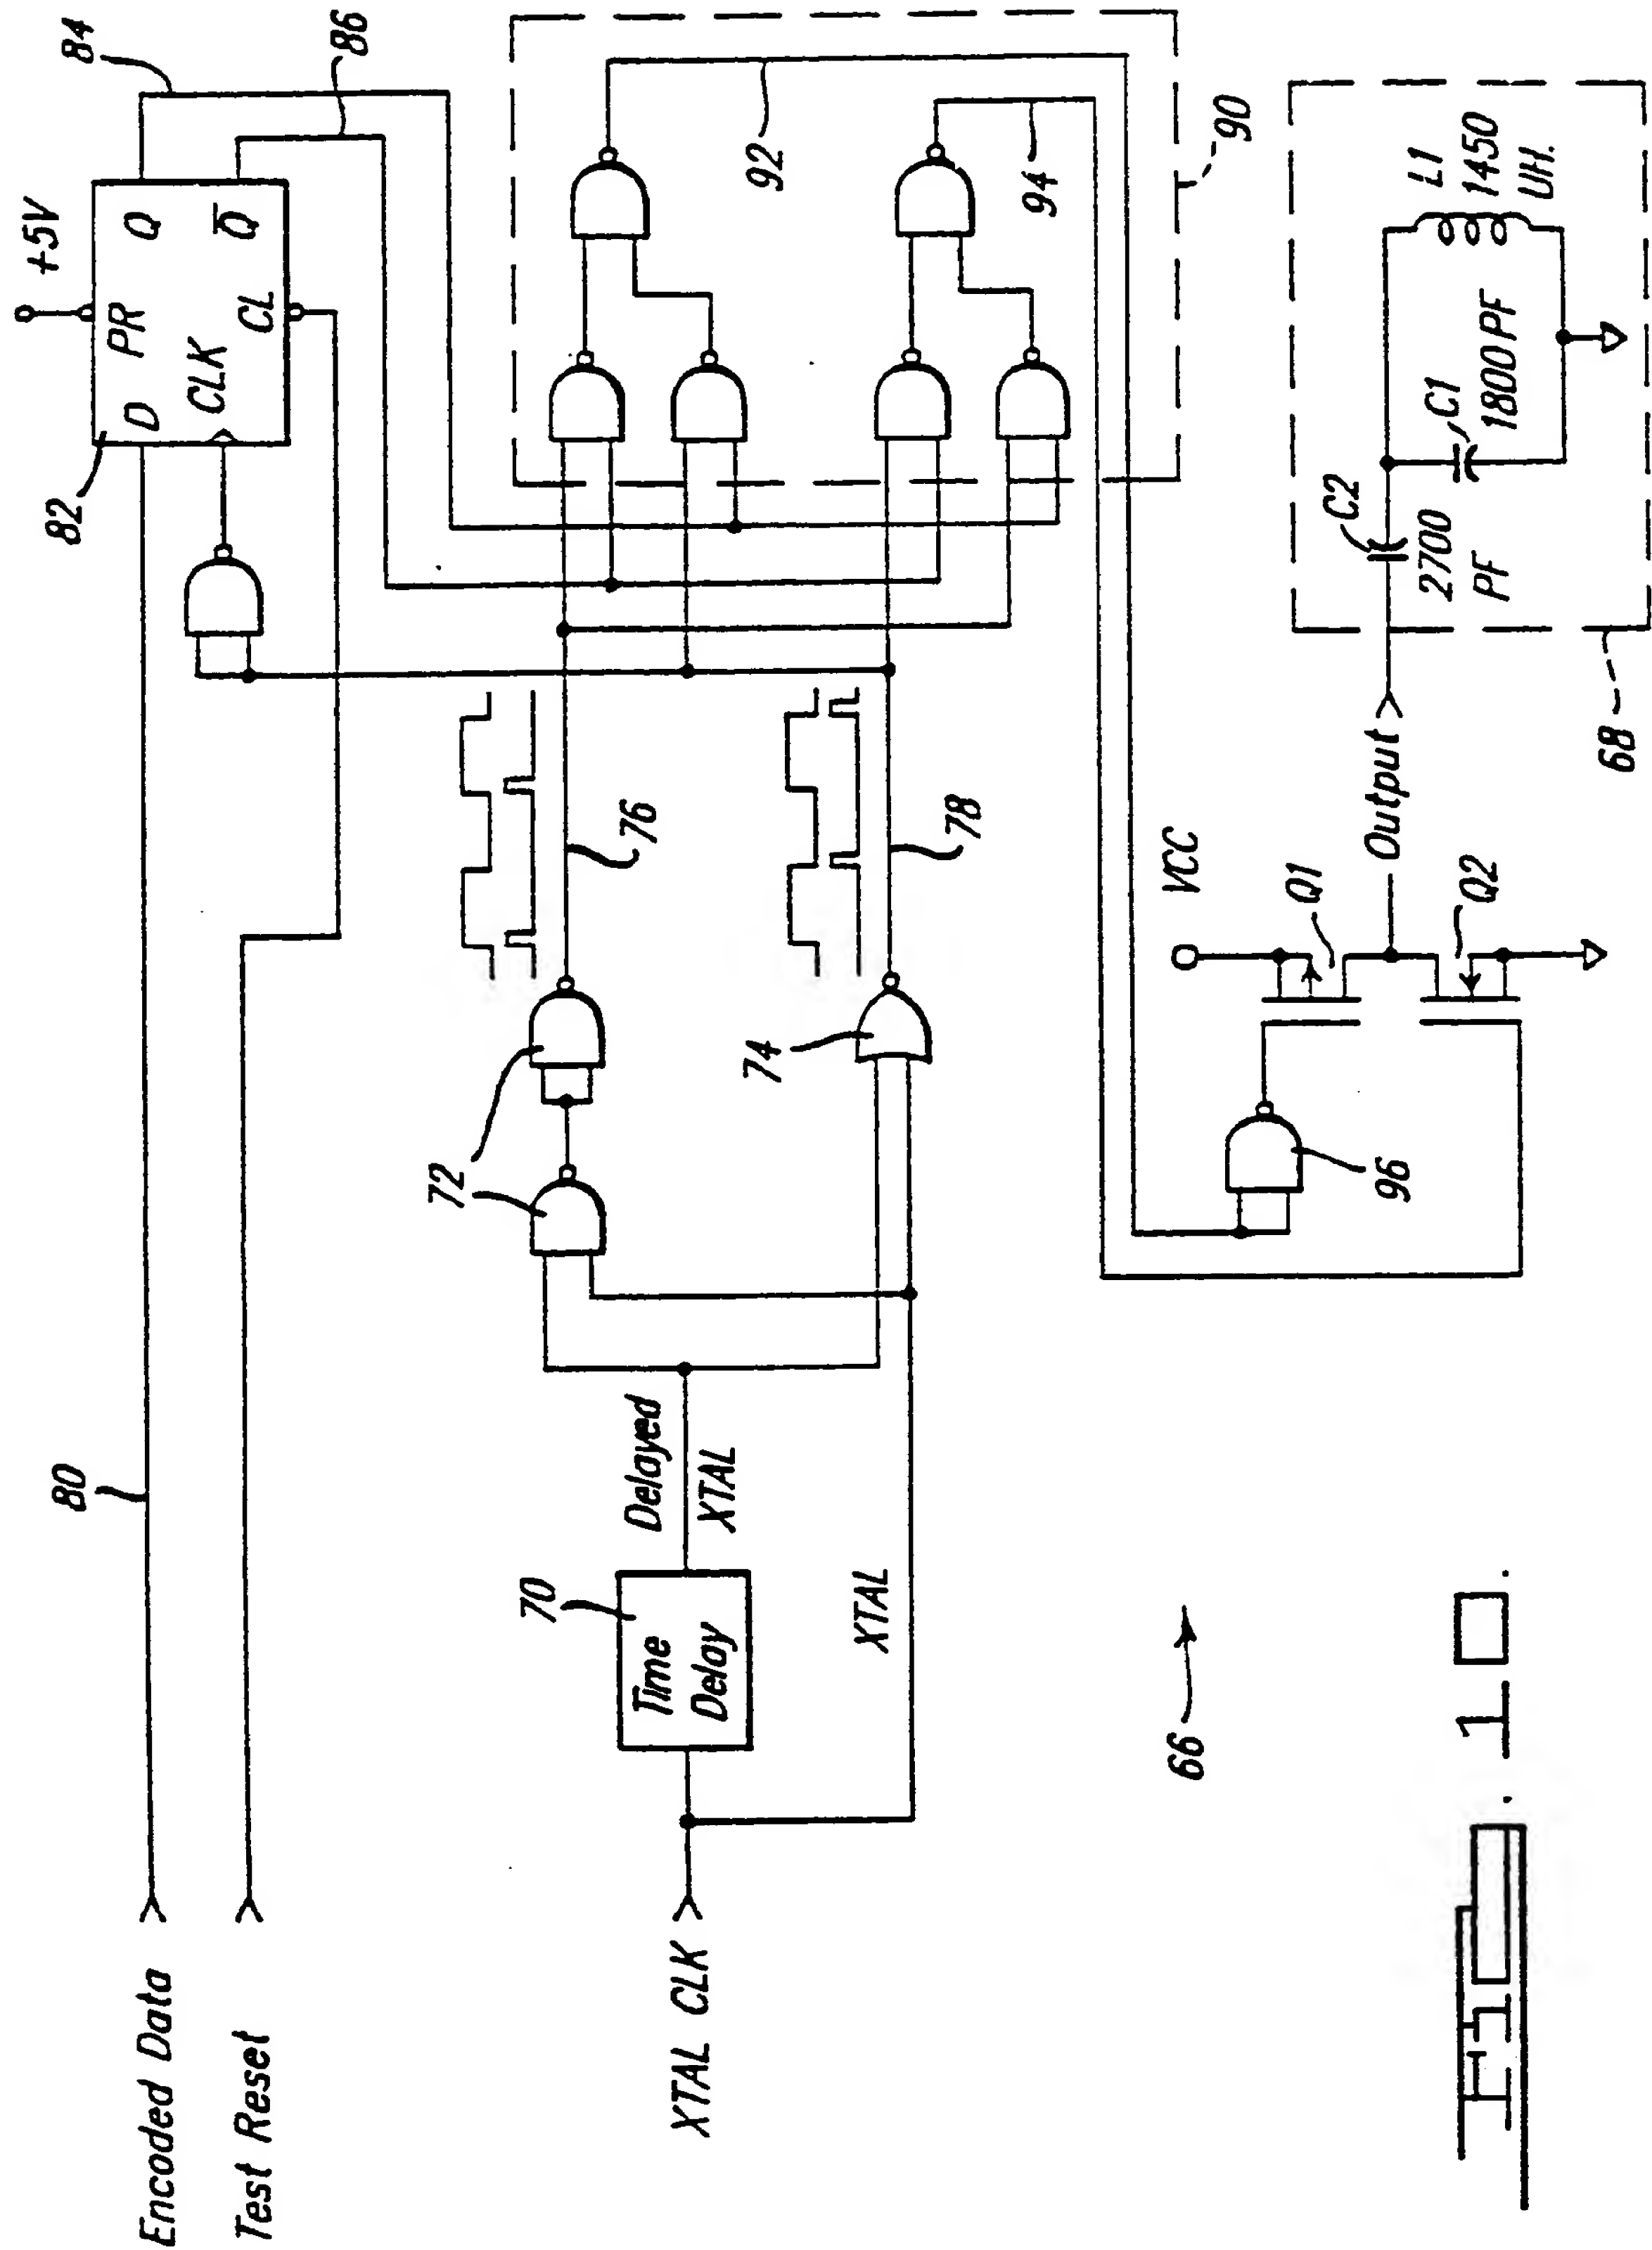 Encoded Data
Test Reset
80
82
D
PR
Q
CLK
Q̅
CL
+5V
84
86
XTAL CLK
70
Time
Delay
Delayed
XTAL
XTAL
72
74
76
78
92
94
90
66
96
VCC
Q1
Q2
Output
68
C2
2700
PF
C1
1800 PF
L1
1450
UH.
Fig. 10.